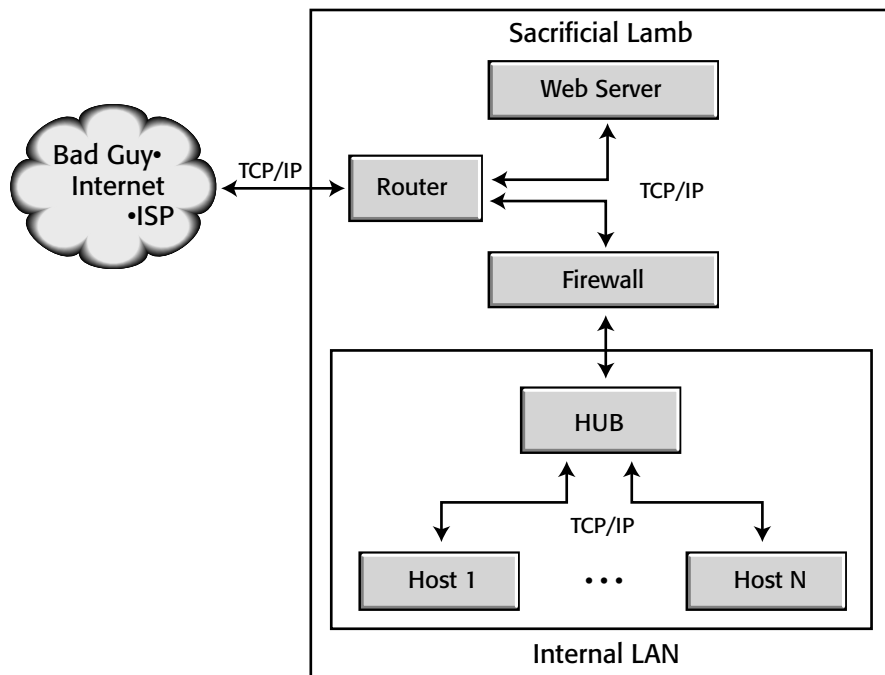 Sacrificial Lamb
Web Server
Bad Guy•
Internet
•ISP
TCP/IP
Router
TCP/IP
Firewall
HUB
TCP/IP
Host 1
• • •
Host N
Internal LAN